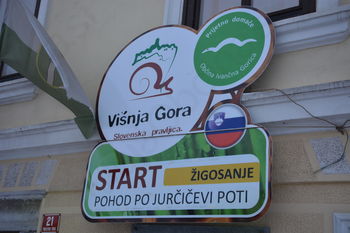 Prijetno domače
Občina Ivančna Gorica
Višnja Gora
Slovenska pravljica.
START ŽIGOSANJE
POHOD PO JURČIČEVI POTI
21